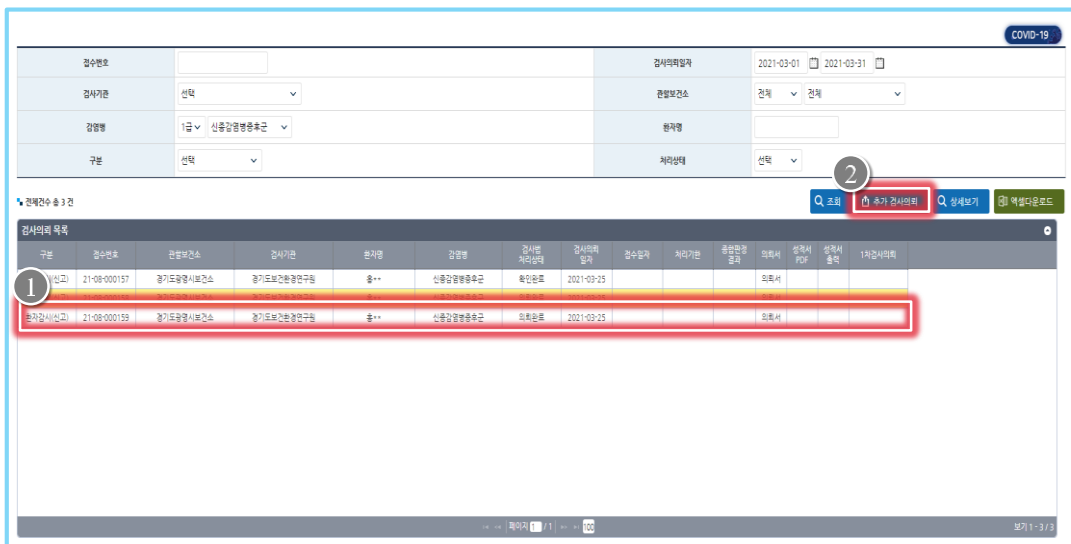 COVID-19
접수번호 검사의뢰일자 2021-03-01 2021-03-31
검사기관 선택 관할보건소 전체 전체
감염병 1급 신종감염병증후군 환자명
구분 선택 처리상태 선택
2
전체건수 총 3 건 조회 추가 검사의뢰 상세보기 엑셀다운로드
검사의뢰 목록
구분 접수번호 관할보건소 검사기관 환자명 감염병 검사법 처리상태 검사의뢰 일자 접수일자 처리기한 종합판정 결과 의뢰서 성적서 PDF 성적서 출력 1차검사의뢰
1
(신고) 21-08-000157 경기도광명시보건소 경기도보건환경연구원 홍** 신종감염병증후군 확인완료 2021-03-25 의뢰서
환자감시(신고) 21-08-000159 경기도광명시보건소 경기도보건환경연구원 홍** 신종감염병증후군 의뢰완료 2021-03-25 의뢰서
페이지 1 / 1 100 보기 1 - 3 / 3